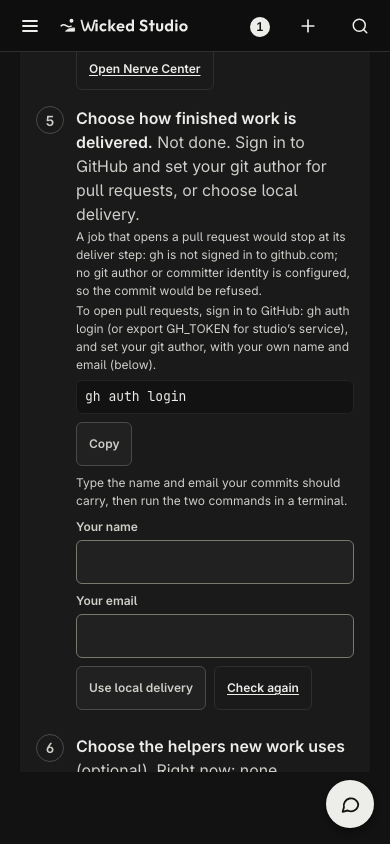 Wicked Studio
1
Open Nerve Center
5
Choose how finished work is
delivered. Not done. Sign in to
GitHub and set your git author for
pull requests, or choose local
delivery.
A job that opens a pull request would stop at its
deliver step: gh is not signed in to github.com;
no git author or committer identity is configured,
so the commit would be refused.
To open pull requests, sign in to GitHub: gh auth
login (or export GH_TOKEN for studio's service),
and set your git author, with your own name and
email (below).
gh auth login
Copy
Type the name and email your commits should
carry, then run the two commands in a terminal.
Your name
Your email
Use local delivery
Check again
6
Choose the helpers new work uses
(optional). Right now: none